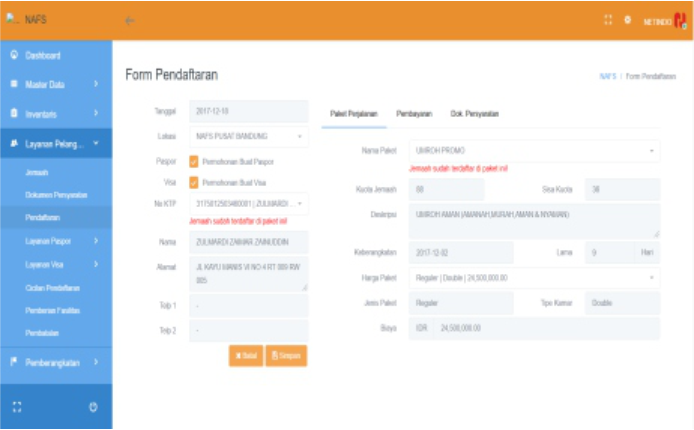 NAFS
METINDO
Dashboard
Master Data
Inventaris
Layanan Pelang...
Jemaah
Dokumen Persyaratan
Pendaftaran
Layanan Paspor
Layanan Visa
Cicilan Pendaftaran
Pemberian Fasilitas
Pembatalan
Pemberangkatan
Form Pendaftaran
NAFS / Form Pendaftaran
Tanggal 2017-12-18
Lokasi NAFS PUSAT BANDUNG
Paspor Permohonan Buat Paspor
Visa Permohonan Buat Visa
No KTP | ZULMARDI ...
Jemaah sudah terdaftar di paket ini!
Nama ZULMARDI ZAINUDDIN
Alamat JL KAYU MANIS VI NO 4 RT RW
005
Telp 1 -
Telp 2 -
Batal Simpan
Paket Perjalanan Pembayaran Dok. Persyaratan
Nama Paket UMROH PROMO
Jemaah sudah terdaftar di paket ini!
Kuota Jemaah 88 Sisa Kuota
Deskripsi UMROH AMAN (AMANAH,MURAH,AMAN & NYAMAN)
Keberangkatan 2017-12-02 Lama 9 Hari
Harga Paket Reguler | Double | 24,500,000.00
Jenis Paket Reguler Tipe Kamar Double
Biaya IDR 24,500,000.00